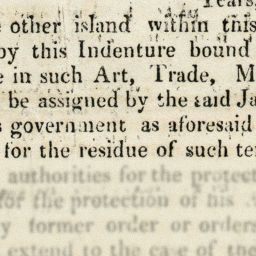 Years,
other island within this
by this Indenture bound
in such Art, Trade, M
be assigned by the said Ja
government as aforesaid
for the residue of such te
authorities for the protect
for the protection of his
former order or orders
extend to the case of the